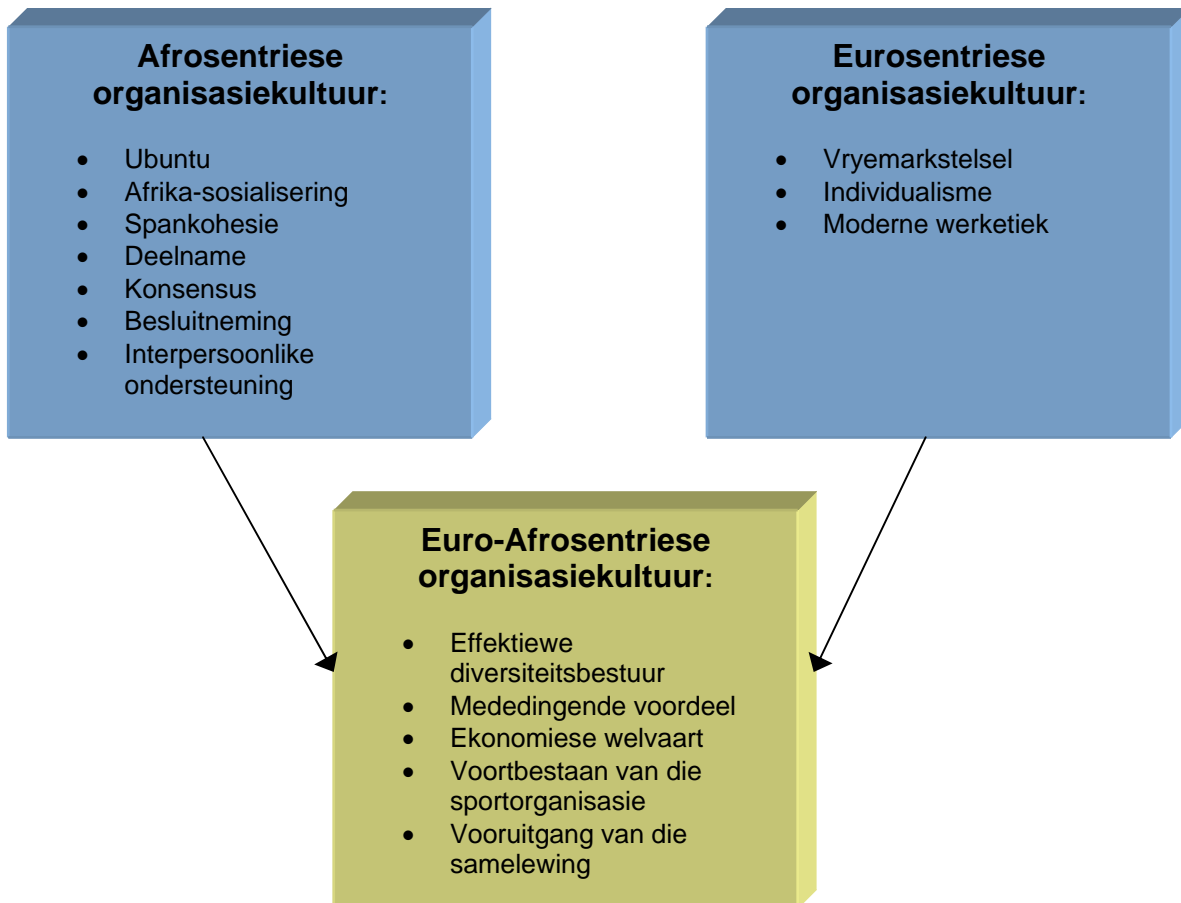 Afrosentriese
organisasiekultuur:
• Ubuntu
• Afrika-sosialisering
• Spankohesie
• Deelname
• Konsensus
• Besluitneming
• Interpersoonlike
ondersteuning
Eurosentriese
organisasiekultuur:
• Vryemarkstelsel
• Individualisme
• Moderne werketiek
Euro-Afrosentriese
organisasiekultuur:
• Effektiewe
diversiteitsbestuur
• Mededingende voordeel
• Ekonomiese welvaart
• Voortbestaan van die
sportorganisasie
• Vooruitgang van die
samelewing